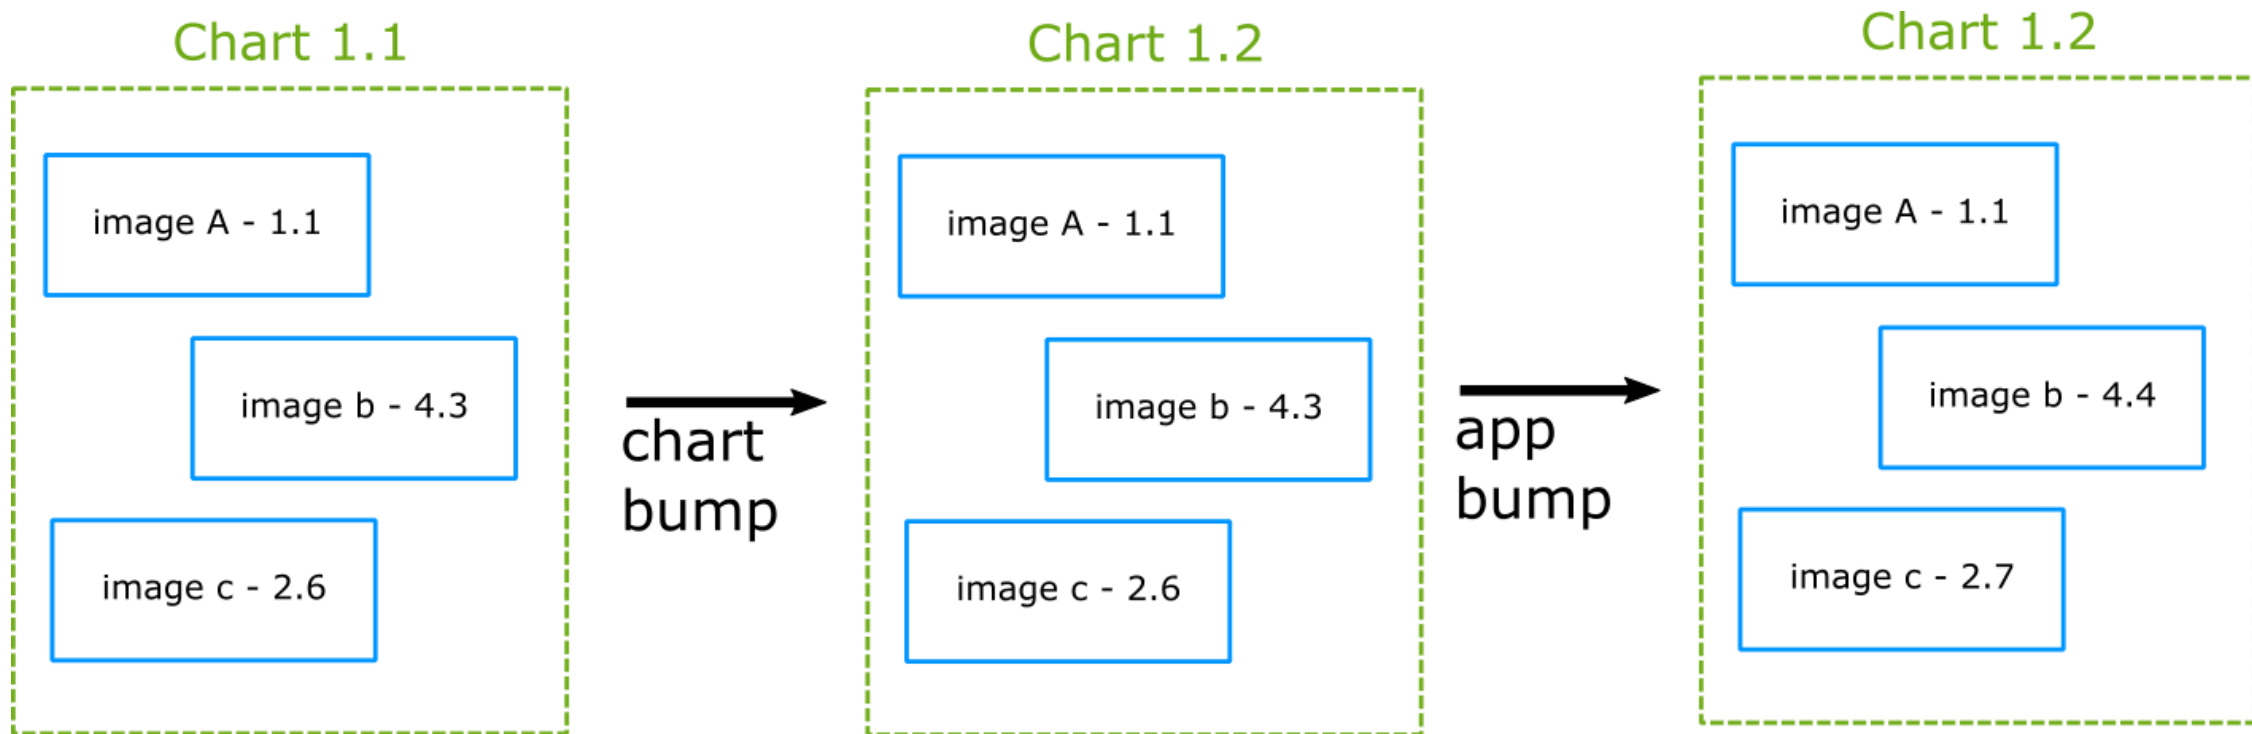 Chart 1.1
image A - 1.1
image b - 4.3
image c - 2.6
chart
bump
Chart 1.2
image A - 1.1
image b - 4.3
image c - 2.6
app
bump
Chart 1.2
image A - 1.1
image b - 4.4
image c - 2.7